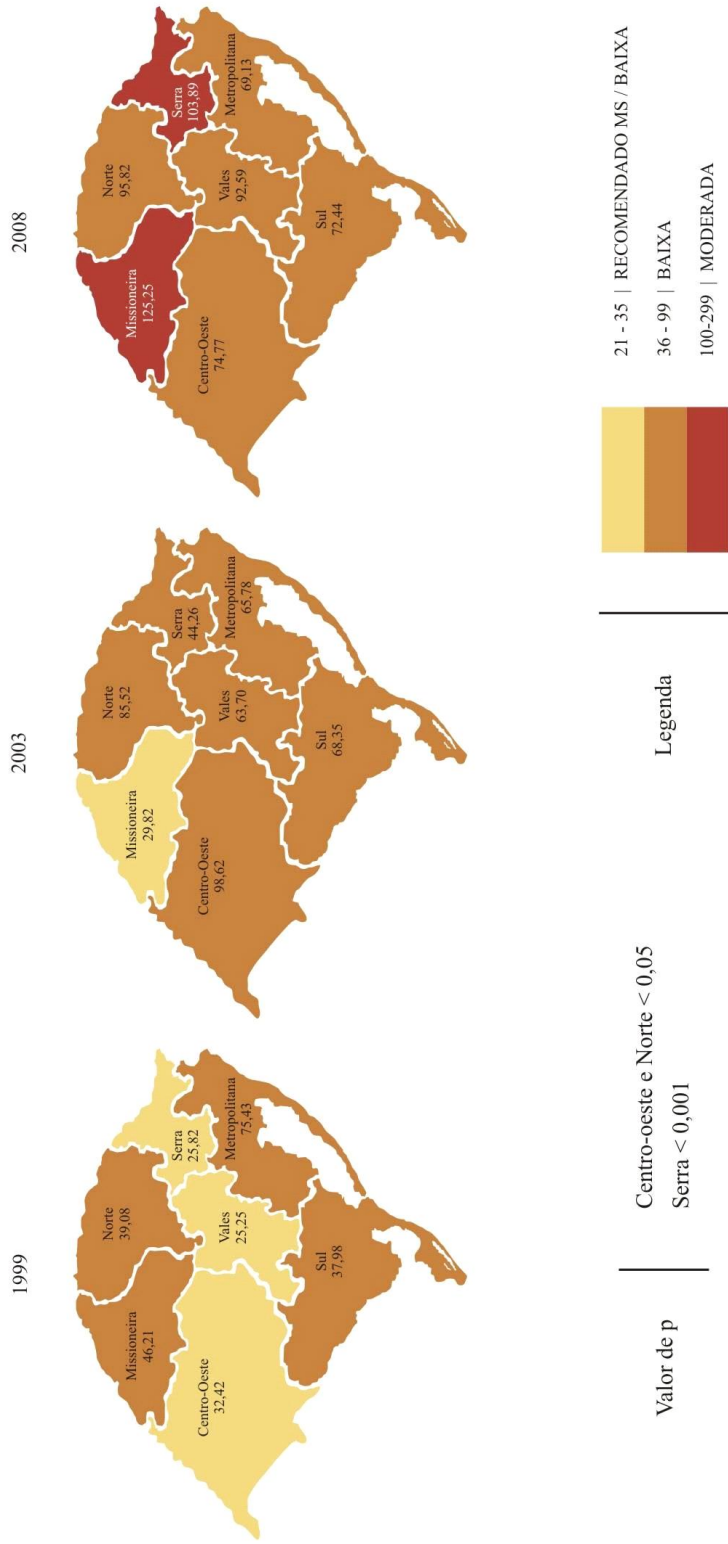 1999
Norte
39,08
Missioneira
46,21
Serra
25,82
Centro-Oeste
32,42
Vales
25,25
Metropolitana
75,43
Sul
37,98
2003
Norte
85,52
Missioneira
29,82
Serra
44,26
Centro-Oeste
98,62
Vales
63,70
Metropolitana
65,78
Sul
68,35
2008
Norte
95,82
Missioneira
125,25
Serra
103,89
Centro-Oeste
74,77
Vales
92,59
Metropolitana
69,13
Sul
72,44
Valor de p
Centro-oeste e Norte < 0,05
Serra < 0,001
Legenda
21 - 35 | RECOMENDADO MS / BAIXA
36 - 99 | BAIXA
100-299 | MODERADA